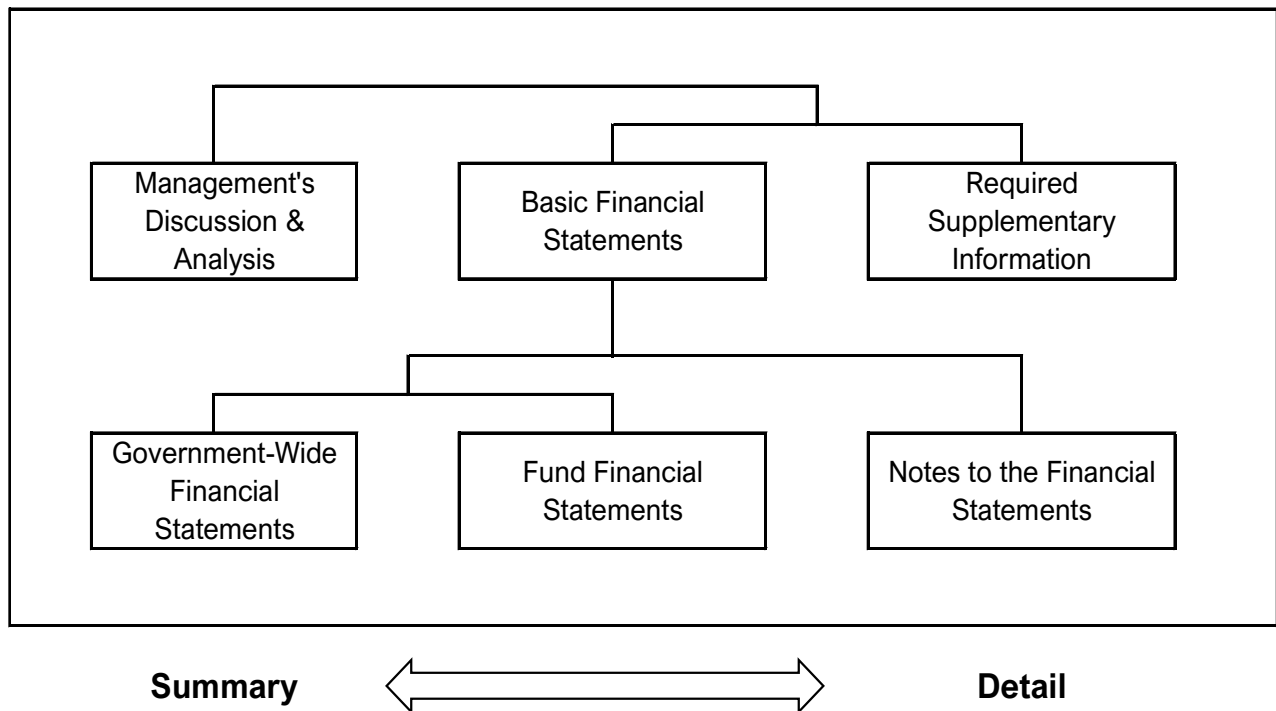 Management's
Discussion &
Analysis
Basic Financial
Statements
Required
Supplementary
Information
Government-Wide
Financial
Statements
Fund Financial
Statements
Notes to the Financial
Statements
Summary
Detail